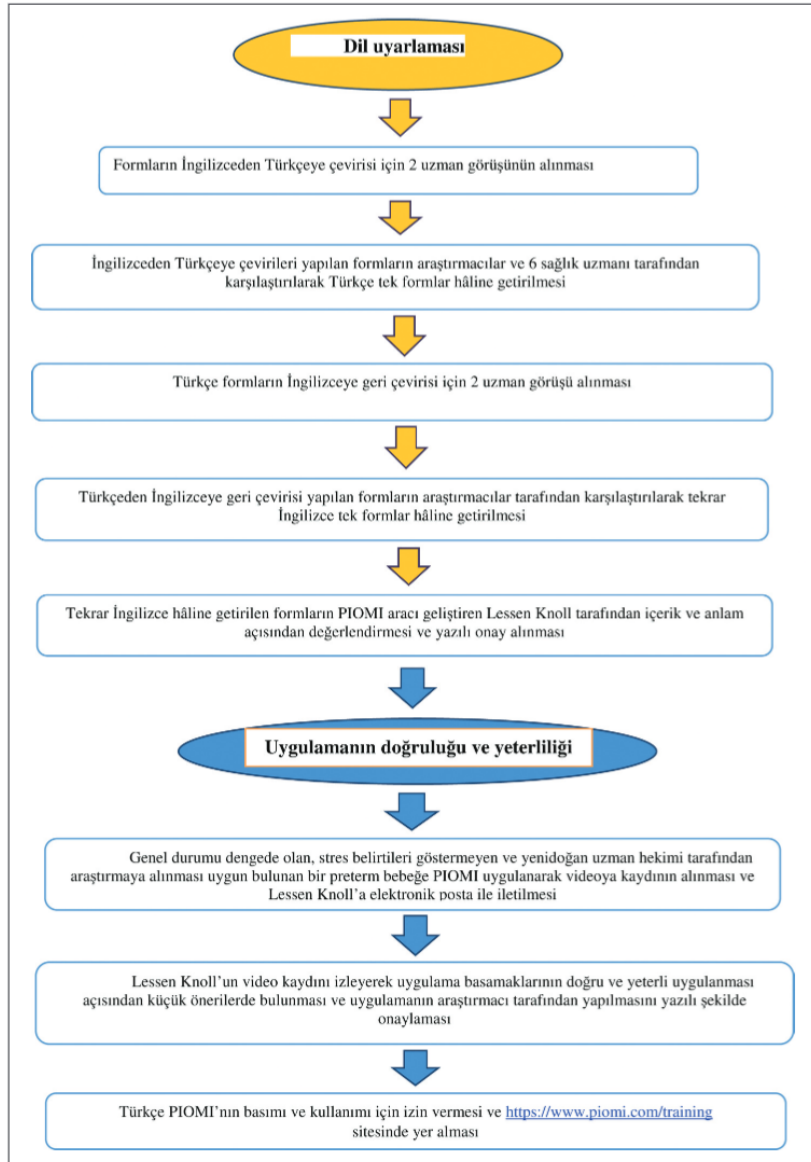 Dil uyarlaması
Formların İngilizceden Türkçeye çevirisi için 2 uzman görüşünün alınması
İngilizceden Türkçeye çevirileri yapılan formların araştırmacılar ve 6 sağlık uzmanı tarafından
karşılaştırılarak Türkçe tek formlar hâline getirilmesi
Türkçe formların İngilizceye geri çevirisi için 2 uzman görüşü alınması
Türkçeden İngilizceye geri çevirisi yapılan formların araştırmacılar tarafından karşılaştırılarak tekrar
İngilizce tek formlar hâline getirilmesi
Tekrar İngilizce hâline getirilen formların PIOMI aracı geliştiren Lessen Knoll tarafından içerik ve anlam
açısından değerlendirmesi ve yazılı onay alınması
Uygulamanın doğruluğu ve yeterliliği
Genel durumu dengede olan, stres belirtileri göstermeyen ve yenidoğan uzman hekimi tarafından
araştırmaya alınması uygun bulunan bir preterm bebeğe PIOMI uygulanarak videoya kaydının alınması ve
Lessen Knoll’a elektronik posta ile iletilmesi
Lessen Knoll’un video kaydını izleyerek uygulama basamaklarının doğru ve yeterli uygulanması
açısından küçük önerilerde bulunması ve uygulamanın araştırmacı tarafından yapılmasını yazılı şekilde
onaylaması
Türkçe PIOMI’nın basımı ve kullanımı için izin vermesi ve https://www.piomi.com/training
sitesinde yer alması